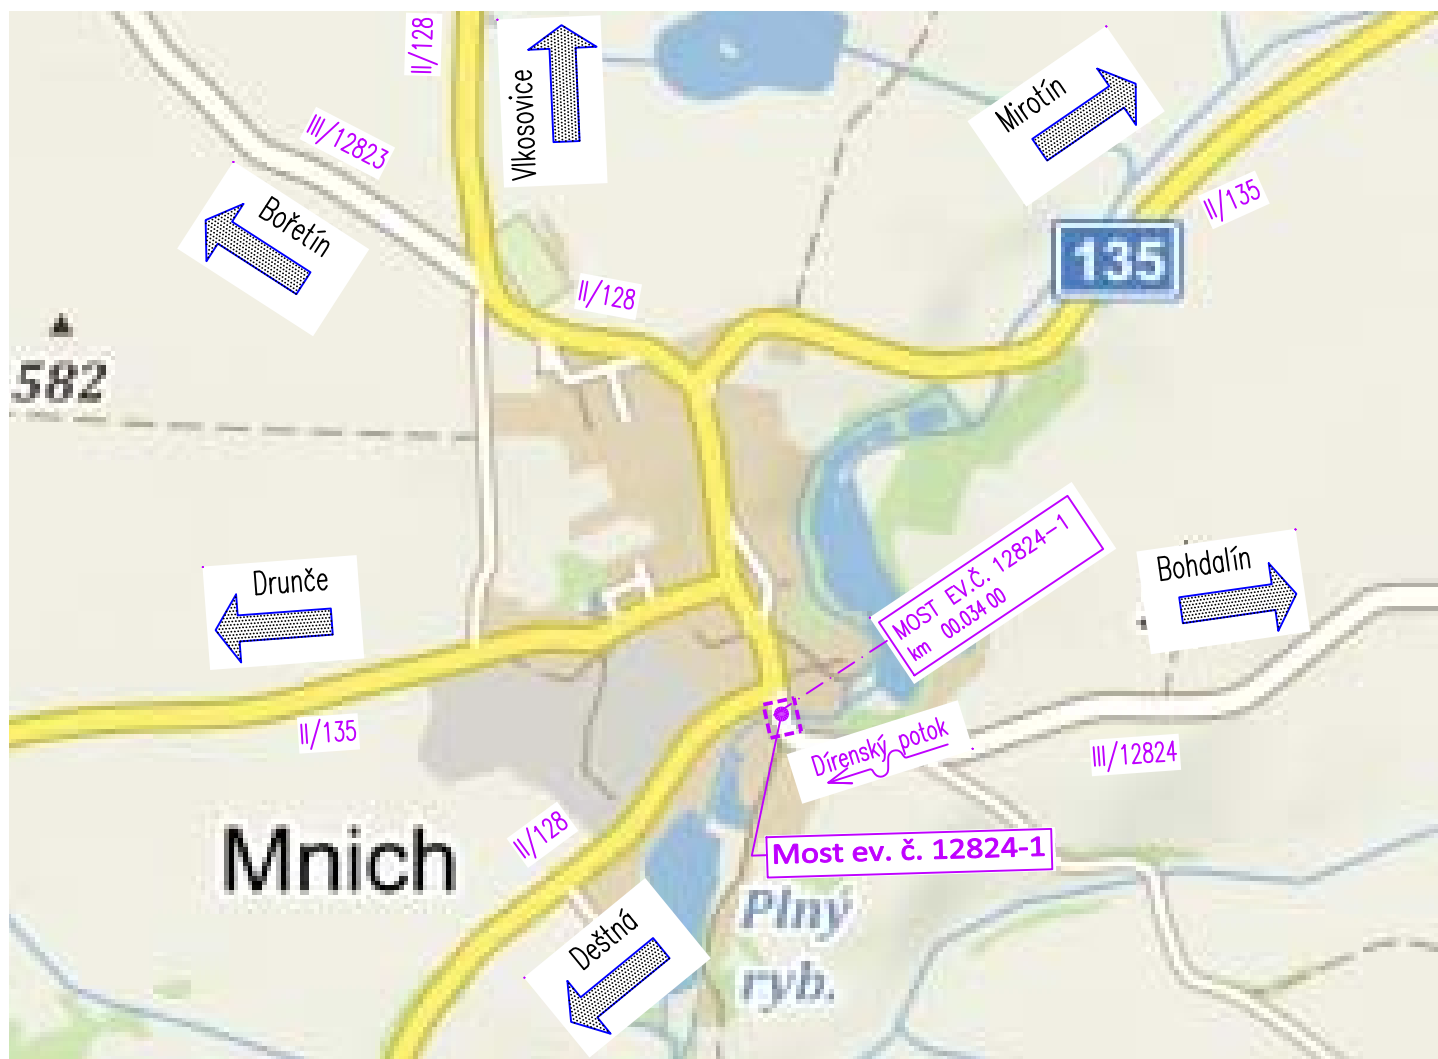 II/128
Vlkosovice
Mirotín
III/12823
II/135
Bořetín
135
II/128
582
MOST EV.Č. 12824-1
km 00.034 00
Bohdalín
Drunče
II/135
Dírenský potok
III/12824
II/128
Mnich
Most ev. č. 12824-1
Plný
ryb.
Deštná